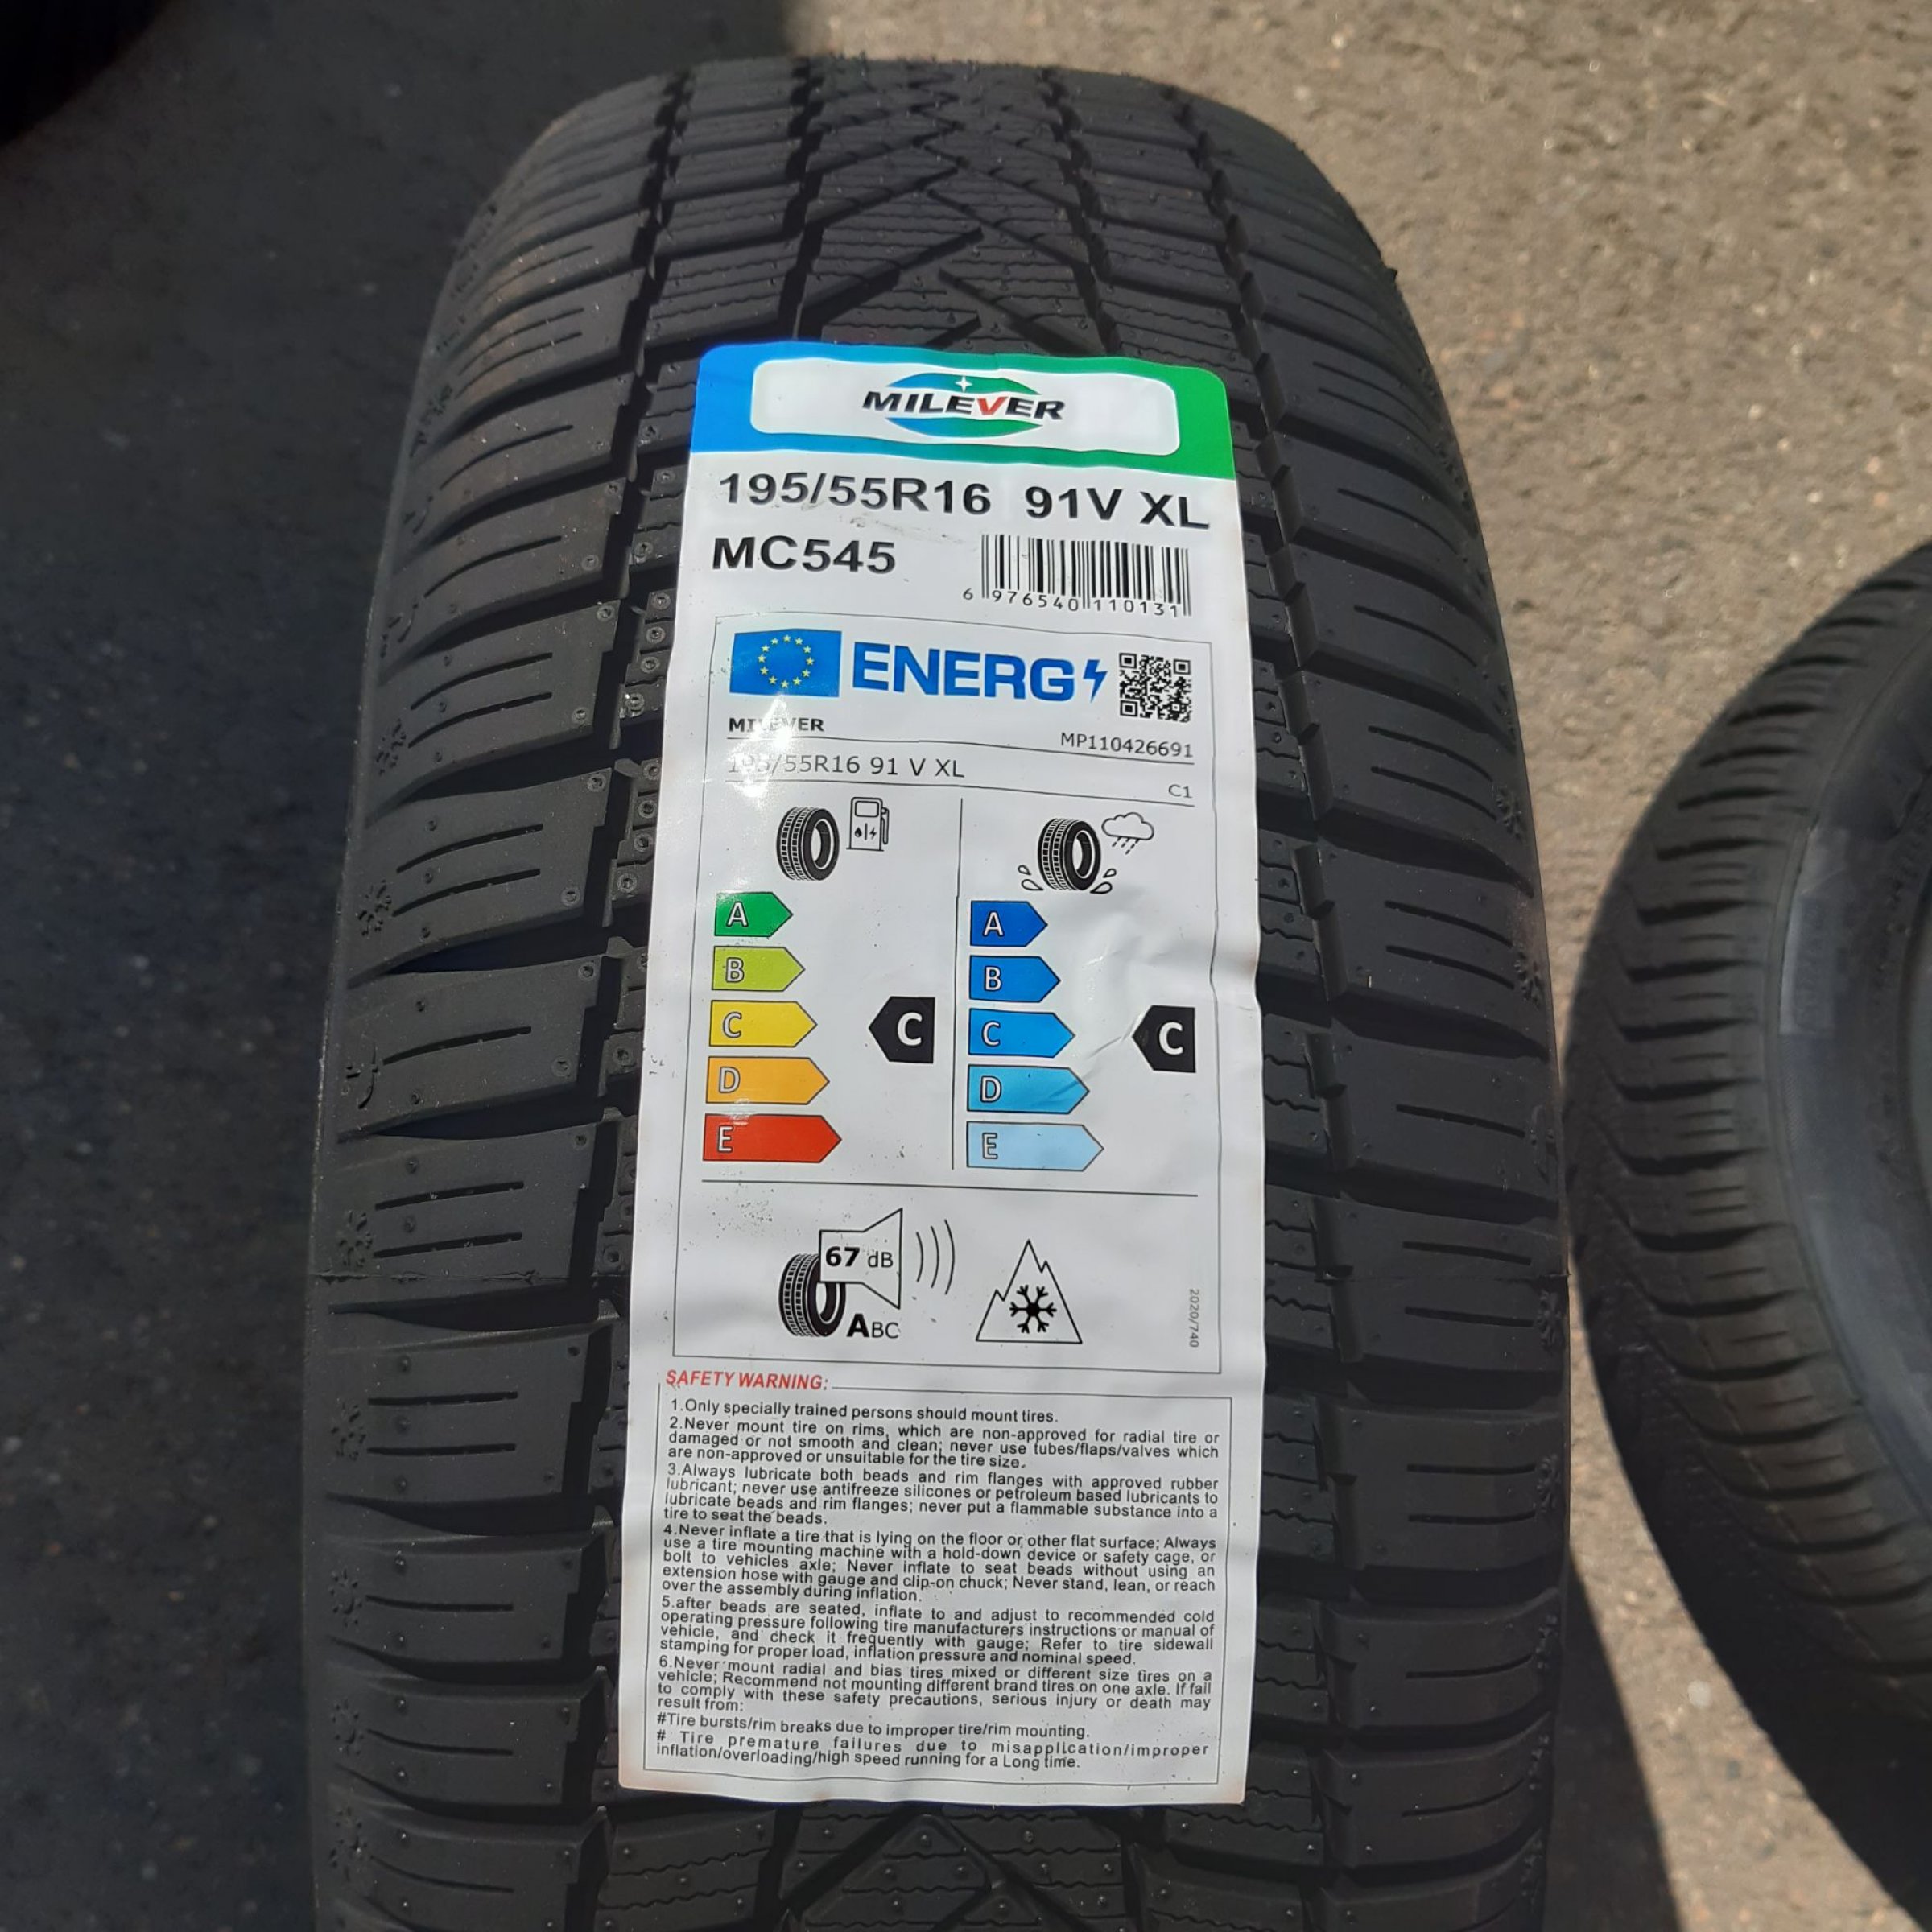 MILEVER
195/55R16 91V XL
MC545
6 976540 110131
ENERG
MILEVER
MP110426691
195/55R16 91 V XL
C1
A
A
B
B
C
C
C
C
D
D
E
E
67 dB
ABC
2020/740
SAFETY WARNING:
1.Only specially trained persons should mount tires.
2.Never mount tire on rims, which are non-approved for radial tire or
damaged or not smooth and clean; never use tubes/flaps/valves which
are non-approved or unsuitable for the tire size.
3.Always lubricate both beads and rim flanges with approved rubber
lubricant; never use antifreeze silicones or petroleum based lubricants to
lubricate beads and rim flanges; never put a flammable substance into a
tire to seat the beads.
4.Never inflate a tire that is lying on the floor or other flat surface; Always
use a tire mounting machine with a hold-down device or safety cage, or
bolt to vehicles axle; Never inflate to seat beads without using an
extension hose with gauge and clip-on chuck; Never stand, lean, or reach
over the assembly during inflation.
5.after beads are seated, inflate to and adjust to recommended cold
operating pressure following tire manufacturers instructions or manual of
vehicle, and check it frequently with gauge; Refer to tire sidewall
stamping for proper load, inflation pressure and nominal speed.
6.Never mount radial and bias tires mixed or different size tires on a
vehicle; Recommend not mounting different brand tires on one axle. If fail
to comply with these safety precautions, serious injury or death may
result from:
#Tire bursts/rim breaks due to improper tire/rim mounting.
# Tire premature failures due to misapplication/improper
inflation/overloading/high speed running for a Long time.